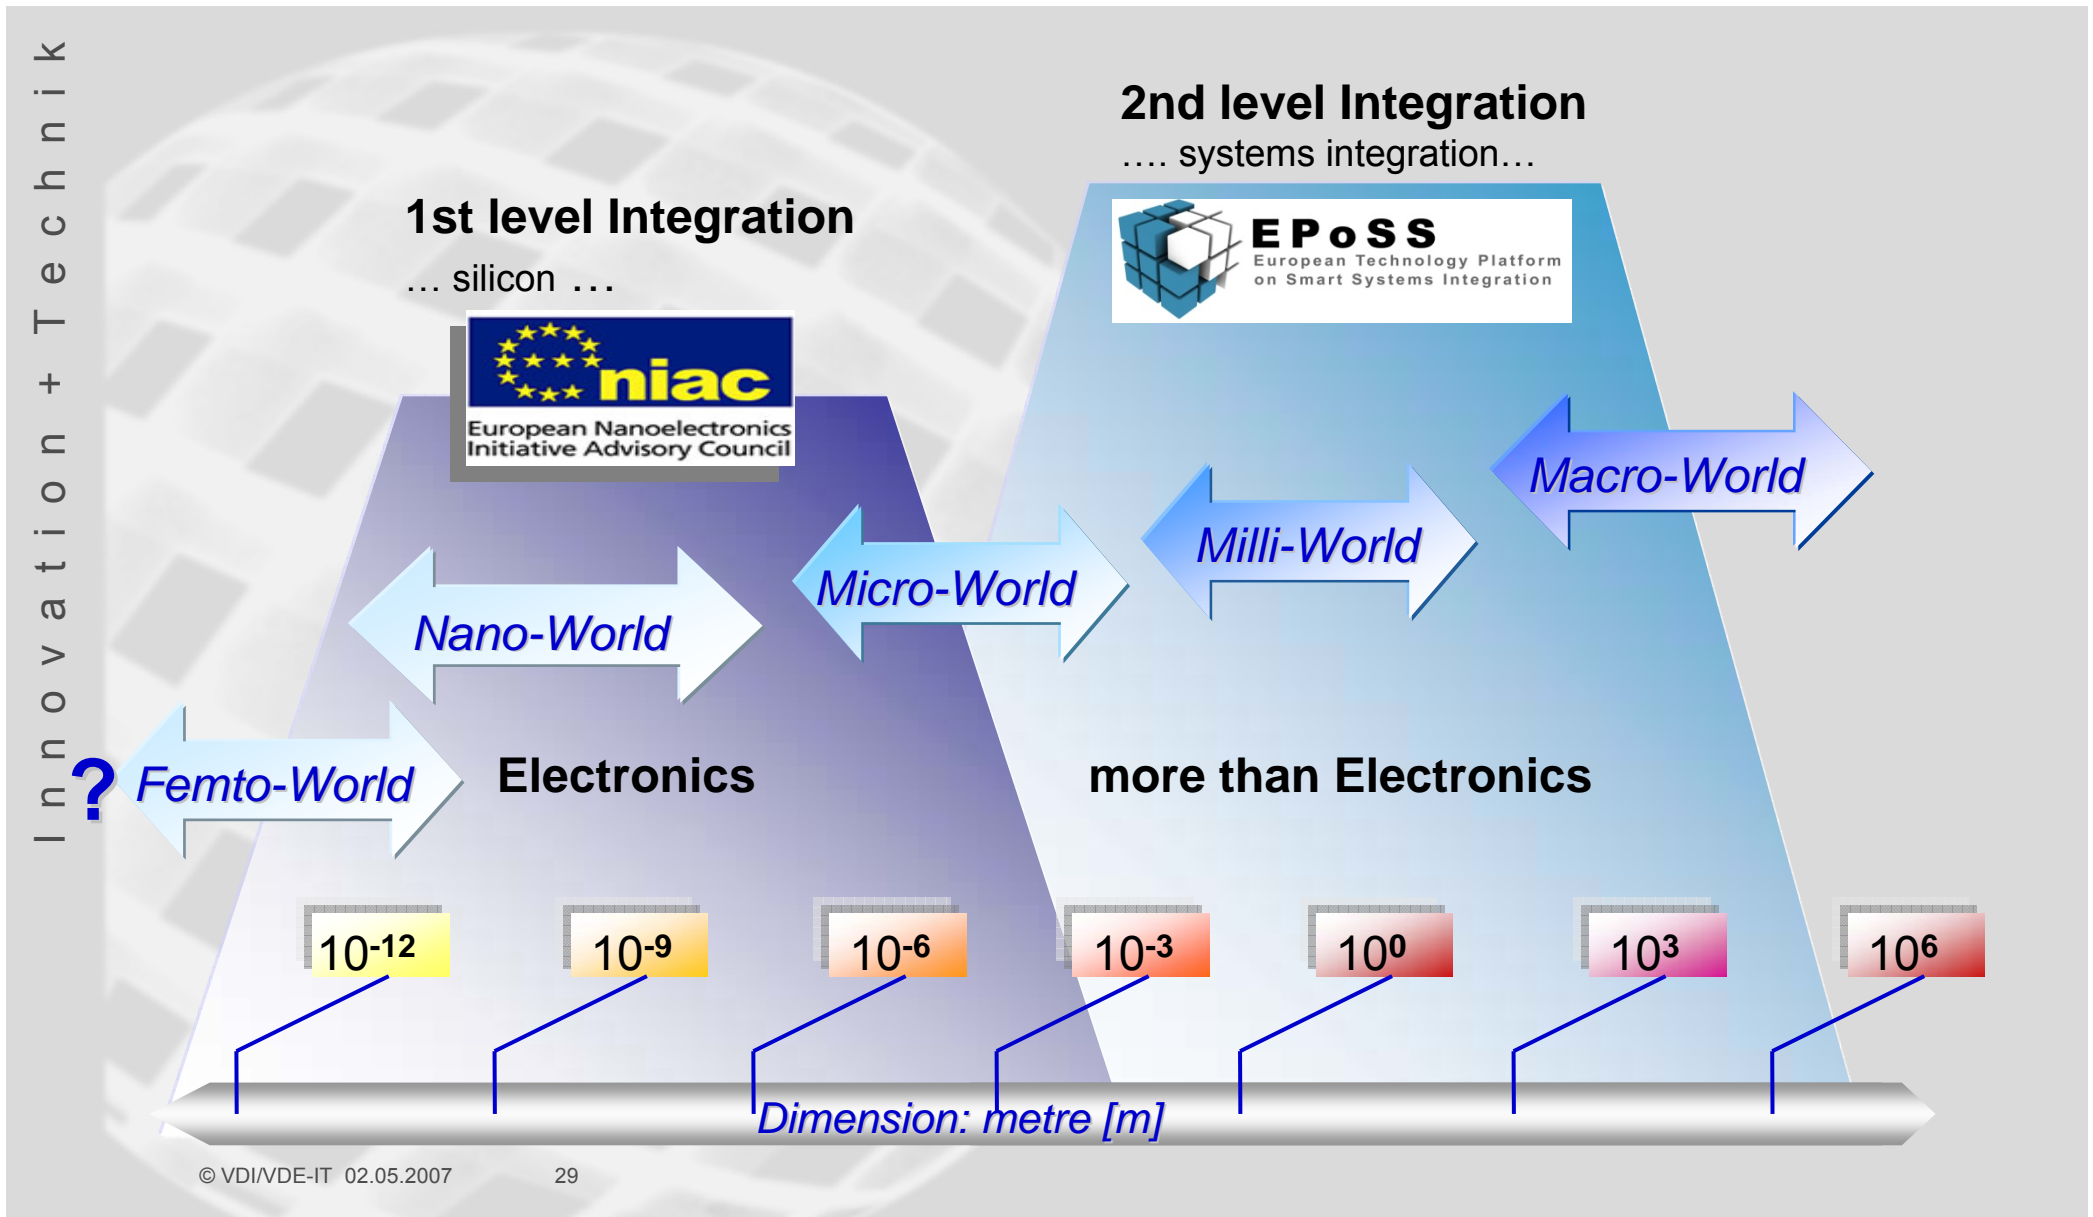 Innovation + Technik
2nd level Integration
…. systems integration…
EPoSS
European Technology Platform
on Smart Systems Integration
1st level Integration
… silicon …
eniac
European Nanoelectronics
Initiative Advisory Council
Macro-World
Milli-World
Micro-World
Nano-World
? Femto-World
Electronics
more than Electronics
10-12 10-9 10-6 10-3 100 103 106
Dimension: metre [m]
© VDI/VDE-IT 02.05.2007 29